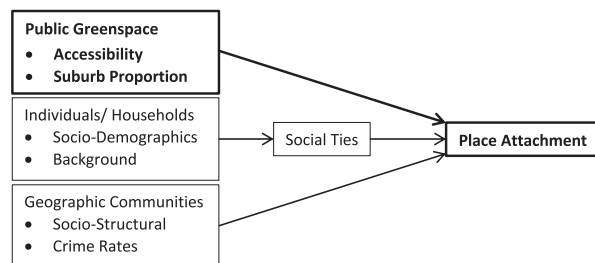 Public Greenspace
• Accessibility
• Suburb Proportion
Individuals/ Households
• Socio-Demographics
• Background
Social Ties
Place Attachment
Geographic Communities
• Socio-Structural
• Crime Rates